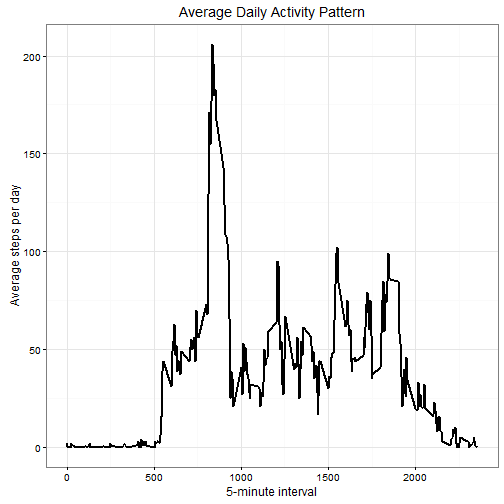 Average Daily Activity Pattern
Average steps per day
200
150
100
50
0
0 500 1000 1500 2000
5-minute interval